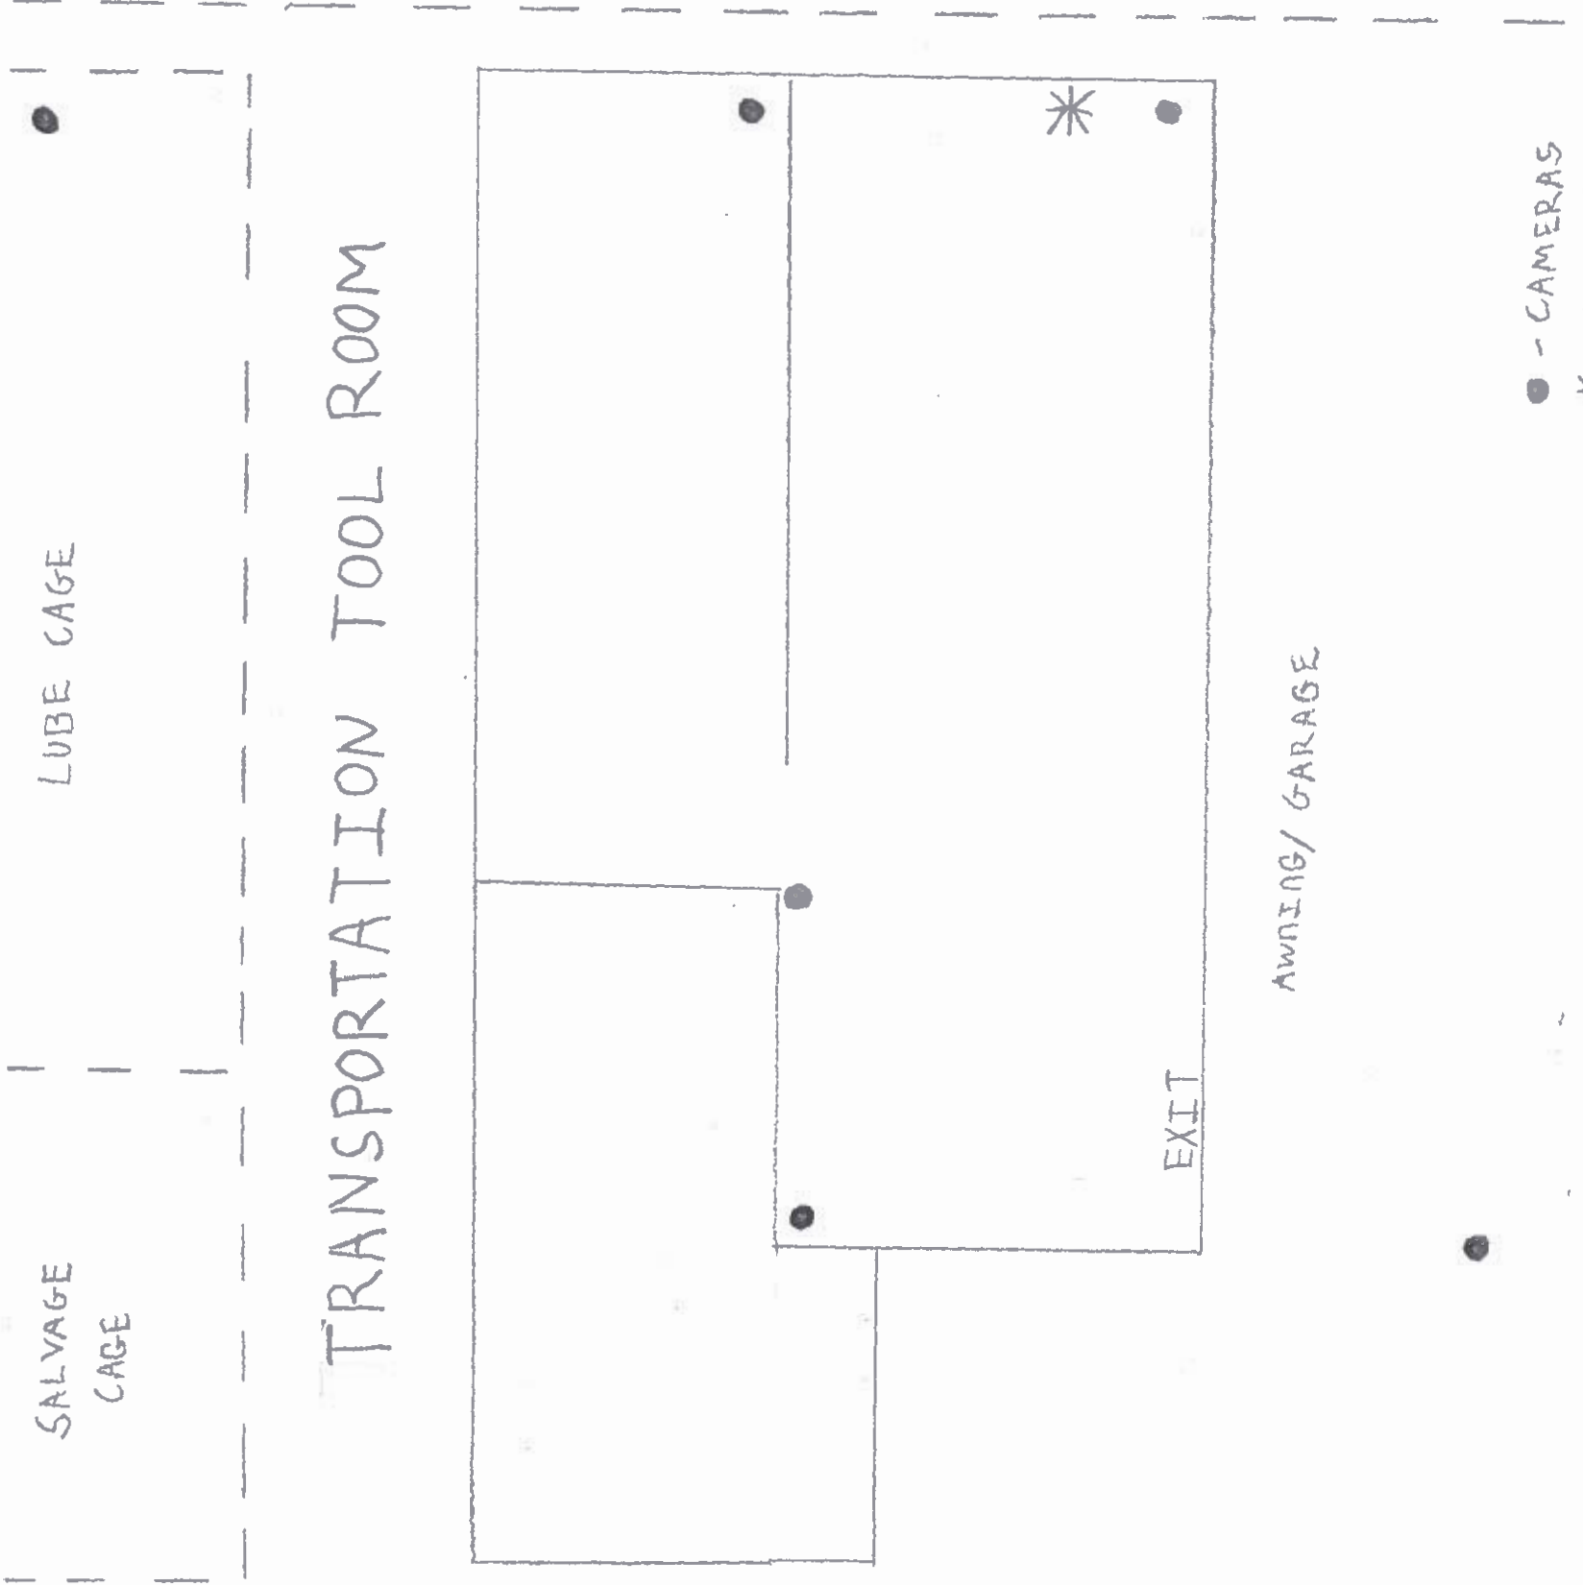 LUBE CAGE
SALVAGE
CAGE
TRANSPORTATION TOOL ROOM
EXIT
AWNING/ GARAGE
- CAMERAS